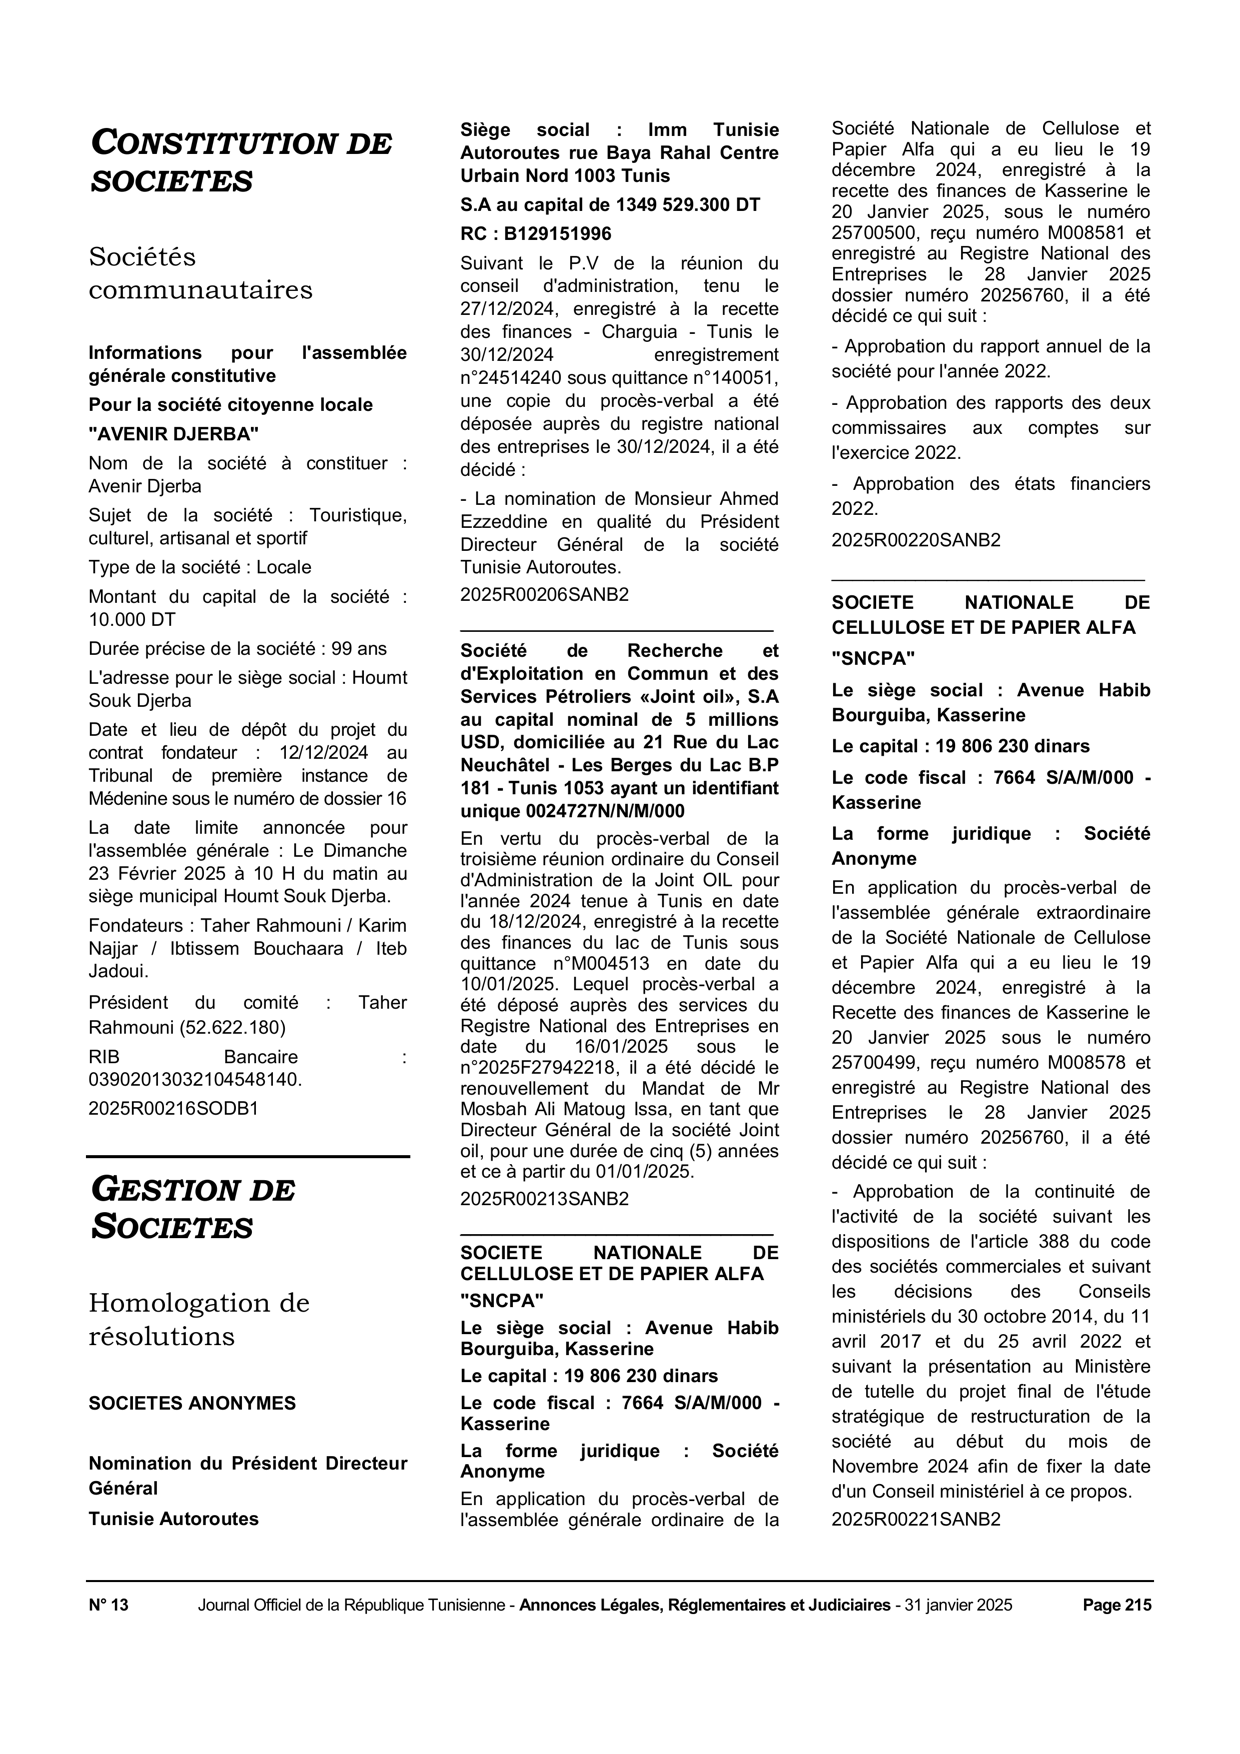 CONSTITUTION DE
SOCIETES
Sociétés
communautaires
Informations pour l'assemblée
générale constitutive
Pour la société citoyenne locale
"AVENIR DJERBA"
Nom de la société à constituer :
Avenir Djerba
Sujet de la société : Touristique,
culturel, artisanal et sportif
Type de la société : Locale
Montant du capital de la société :
10.000 DT
Durée précise de la société : 99 ans
L'adresse pour le siège social : Houmt
Souk Djerba
Date et lieu de dépôt du projet du
contrat fondateur : 12/12/2024 au
Tribunal de première instance de
Médenine sous le numéro de dossier 16
La date limite annoncée pour
l'assemblée générale : Le Dimanche
23 Février 2025 à 10 H du matin au
siège municipal Houmt Souk Djerba.
Fondateurs : Taher Rahmouni / Karim
Najjar / Ibtissem Bouchaara / Iteb
Jadoui.
Président du comité : Taher
Rahmouni (52.622.180)
RIB Bancaire :
03902013032104548140.
2025R00216SODB1
GESTION DE
SOCIETES
Homologation de
résolutions
SOCIETES ANONYMES
Nomination du Président Directeur
Général
Tunisie Autoroutes
Siège social : Imm Tunisie
Autoroutes rue Baya Rahal Centre
Urbain Nord 1003 Tunis
S.A au capital de 1349 529.300 DT
RC : B129151996
Suivant le P.V de la réunion du
conseil d'administration, tenu le
27/12/2024, enregistré à la recette
des finances - Charguia - Tunis le
30/12/2024 enregistrement
n°24514240 sous quittance n°140051,
une copie du procès-verbal a été
déposée auprès du registre national
des entreprises le 30/12/2024, il a été
décidé :
- La nomination de Monsieur Ahmed
Ezzeddine en qualité du Président
Directeur Général de la société
Tunisie Autoroutes.
2025R00206SANB2
Société de Recherche et
d'Exploitation en Commun et des
Services Pétroliers «Joint oil», S.A
au capital nominal de 5 millions
USD, domiciliée au 21 Rue du Lac
Neuchâtel - Les Berges du Lac B.P
181 - Tunis 1053 ayant un identifiant
unique 0024727N/N/M/000
En vertu du procès-verbal de la
troisième réunion ordinaire du Conseil
d'Administration de la Joint OIL pour
l'année 2024 tenue à Tunis en date
du 18/12/2024, enregistré à la recette
des finances du lac de Tunis sous
quittance n°M004513 en date du
10/01/2025. Lequel procès-verbal a
été déposé auprès des services du
Registre National des Entreprises en
date du 16/01/2025 sous le
n°2025F27942218, il a été décidé le
renouvellement du Mandat de Mr
Mosbah Ali Matoug Issa, en tant que
Directeur Général de la société Joint
oil, pour une durée de cinq (5) années
et ce à partir du 01/01/2025.
2025R00213SANB2
SOCIETE NATIONALE DE
CELLULOSE ET DE PAPIER ALFA
"SNCPA"
Le siège social : Avenue Habib
Bourguiba, Kasserine
Le capital : 19 806 230 dinars
Le code fiscal : 7664 S/A/M/000 -
Kasserine
La forme juridique : Société
Anonyme
En application du procès-verbal de
l'assemblée générale ordinaire de la
Société Nationale de Cellulose et
Papier Alfa qui a eu lieu le 19
décembre 2024, enregistré à la
recette des finances de Kasserine le
20 Janvier 2025, sous le numéro
25700500, reçu numéro M008581 et
enregistré au Registre National des
Entreprises le 28 Janvier 2025
dossier numéro 20256760, il a été
décidé ce qui suit :
- Approbation du rapport annuel de la
société pour l'année 2022.
- Approbation des rapports des deux
commissaires aux comptes sur
l'exercice 2022.
- Approbation des états financiers
2022.
2025R00220SANB2
SOCIETE NATIONALE DE
CELLULOSE ET DE PAPIER ALFA
"SNCPA"
Le siège social : Avenue Habib
Bourguiba, Kasserine
Le capital : 19 806 230 dinars
Le code fiscal : 7664 S/A/M/000 -
Kasserine
La forme juridique : Société
Anonyme
En application du procès-verbal de
l'assemblée générale extraordinaire
de la Société Nationale de Cellulose
et Papier Alfa qui a eu lieu le 19
décembre 2024, enregistré à la
Recette des finances de Kasserine le
20 Janvier 2025 sous le numéro
25700499, reçu numéro M008578 et
enregistré au Registre National des
Entreprises le 28 Janvier 2025
dossier numéro 20256760, il a été
décidé ce qui suit :
- Approbation de la continuité de
l'activité de la société suivant les
dispositions de l'article 388 du code
des sociétés commerciales et suivant
les décisions des Conseils
ministériels du 30 octobre 2014, du 11
avril 2017 et du 25 avril 2022 et
suivant la présentation au Ministère
de tutelle du projet final de l'étude
stratégique de restructuration de la
société au début du mois de
Novembre 2024 afin de fixer la date
d'un Conseil ministériel à ce propos.
2025R00221SANB2
N° 13 Journal Officiel de la République Tunisienne - Annonces Légales, Réglementaires et Judiciaires - 31 janvier 2025 Page 215